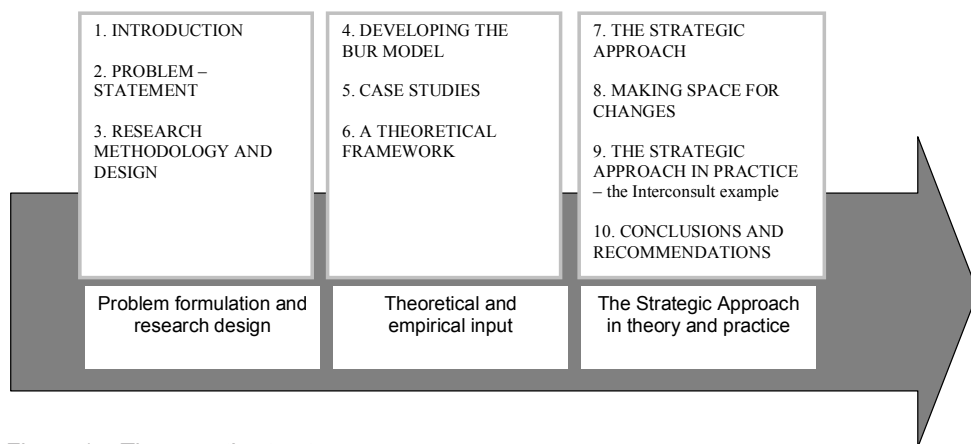 1. INTRODUCTION
2. PROBLEM –
STATEMENT
3. RESEARCH
METHODOLOGY AND
DESIGN
Problem formulation and
research design
4. DEVELOPING THE
BUR MODEL
5. CASE STUDIES
6. A THEORETICAL
FRAMEWORK
Theoretical and
empirical input
7. THE STRATEGIC
APPROACH
8. MAKING SPACE FOR
CHANGES
9. THE STRATEGIC
APPROACH IN PRACTICE
– the Interconsult example
10. CONCLUSIONS AND
RECOMMENDATIONS
The Strategic Approach
in theory and practice